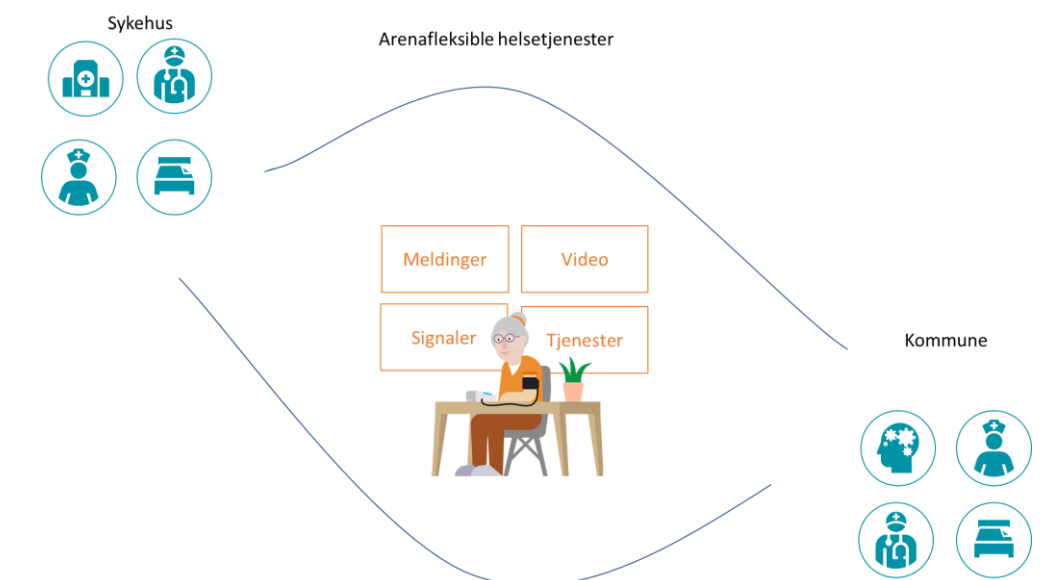 Sykehus
Arenafleksible helsetjenester
Meldinger
Video
Signaler
Tjenester
Kommune